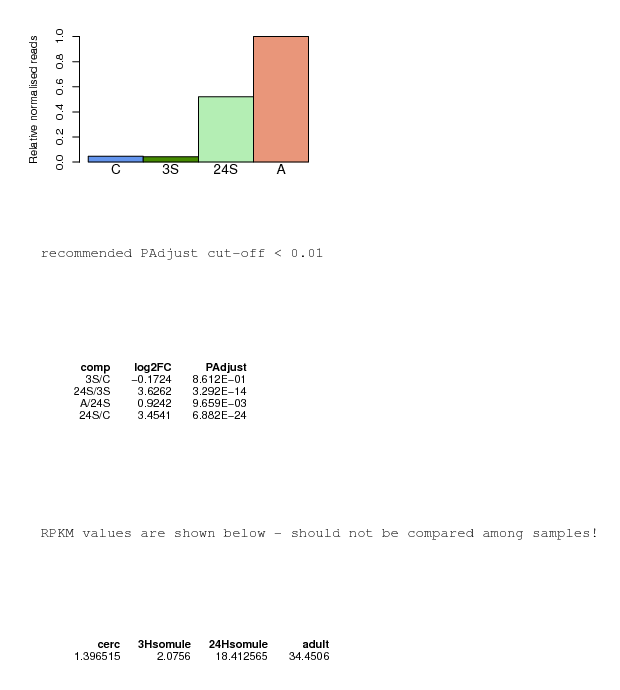 Relative normalised reads
1.0
0.8
0.6
0.4
0.2
0.0
C 3S 24S A
recommended PAdjust cut-off < 0.01
comp log2FC PAdjust
3S/C −0.1724 8.612E−01
24S/3S 3.6262 3.292E−14
A/24S 0.9242 9.659E−03
24S/C 3.4541 6.882E−24
RPKM values are shown below - should not be compared among samples!
cerc 3Hsomule 24Hsomule adult
1.396515 2.0756 18.412565 34.4506